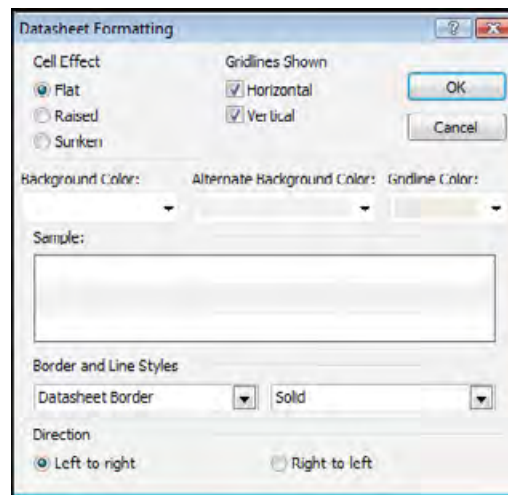 Datasheet Formatting
Cell Effect
Gridlines Shown
Flat
Horizontal
OK
Raised
Vertical
Cancel
Sunken
Background Color:
Alternate Background Color:
Gridline Color:
Sample:
Border and Line Styles
Datasheet Border
Solid
Direction
Left to right
Right to left